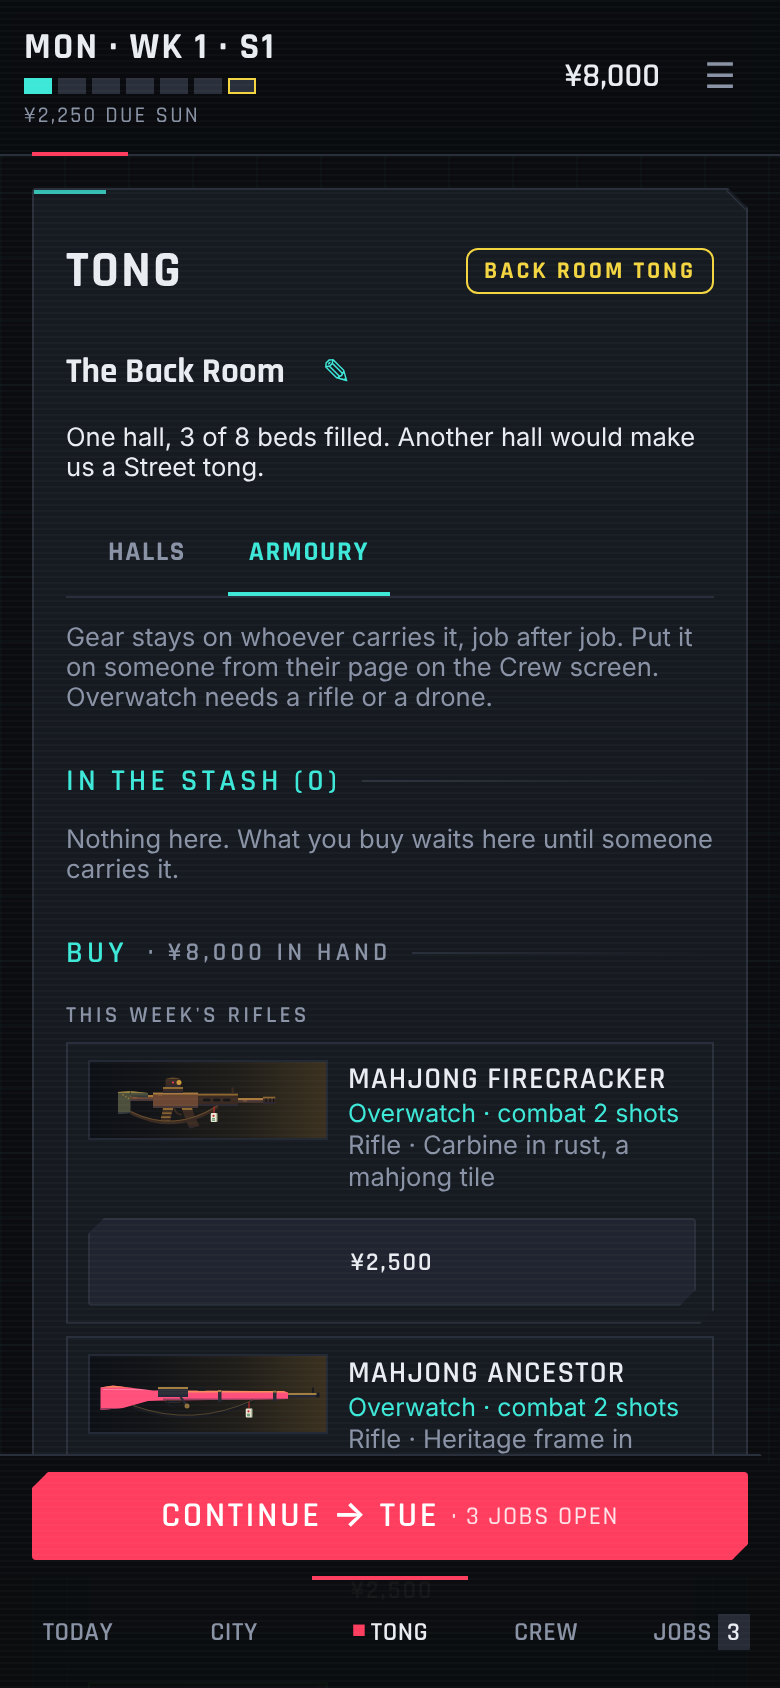 MON · WK 1 · S1
¥8,000
☰
¥2,250 DUE SUN
TONG
BACK ROOM TONG
The Back Room ✎
One hall, 3 of 8 beds filled. Another hall would make
us a Street tong.
HALLS
ARMOURY
Gear stays on whoever carries it, job after job. Put it
on someone from their page on the Crew screen.
Overwatch needs a rifle or a drone.
IN THE STASH (0)
Nothing here. What you buy waits here until someone
carries it.
BUY · ¥8,000 IN HAND
THIS WEEK'S RIFLES
MAHJONG FIRECRACKER
Overwatch · combat 2 shots
Rifle · Carbine in rust, a
mahjong tile
¥2,500
MAHJONG ANCESTOR
Overwatch · combat 2 shots
Rifle · Heritage frame in
CONTINUE → TUE · 3 JOBS OPEN
¥2,500
TODAY
CITY
TONG
CREW
JOBS 3